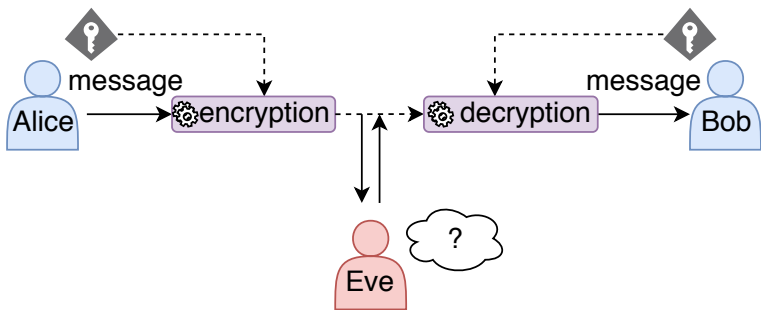 message
message
Alice
encryption
decryption
Bob
?
Eve